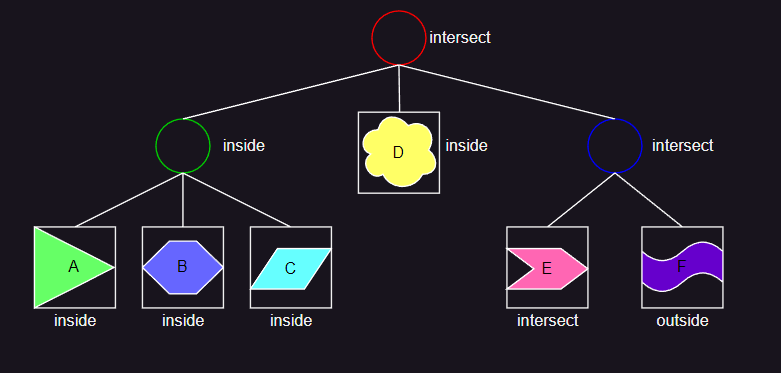 intersect
inside
D
inside
intersect
A
B
C
E
F
inside
inside
inside
intersect
outside